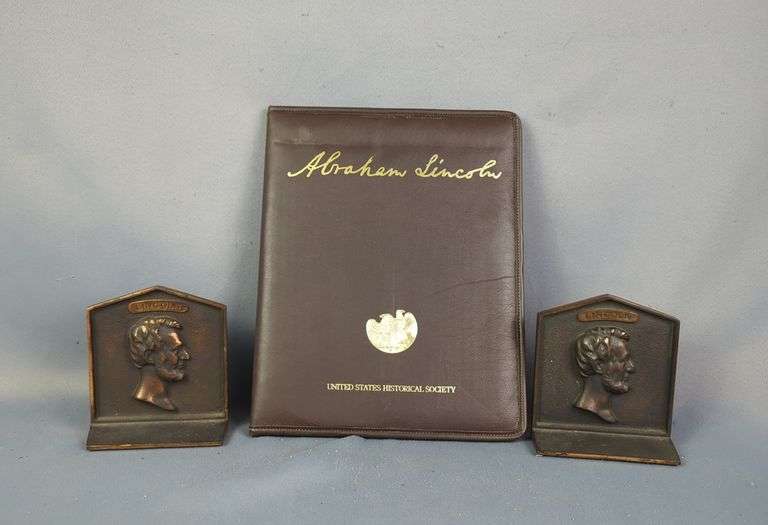 Abraham Lincoln
UNITED STATES HISTORICAL SOCIETY
LINCOLN
LINCOLN